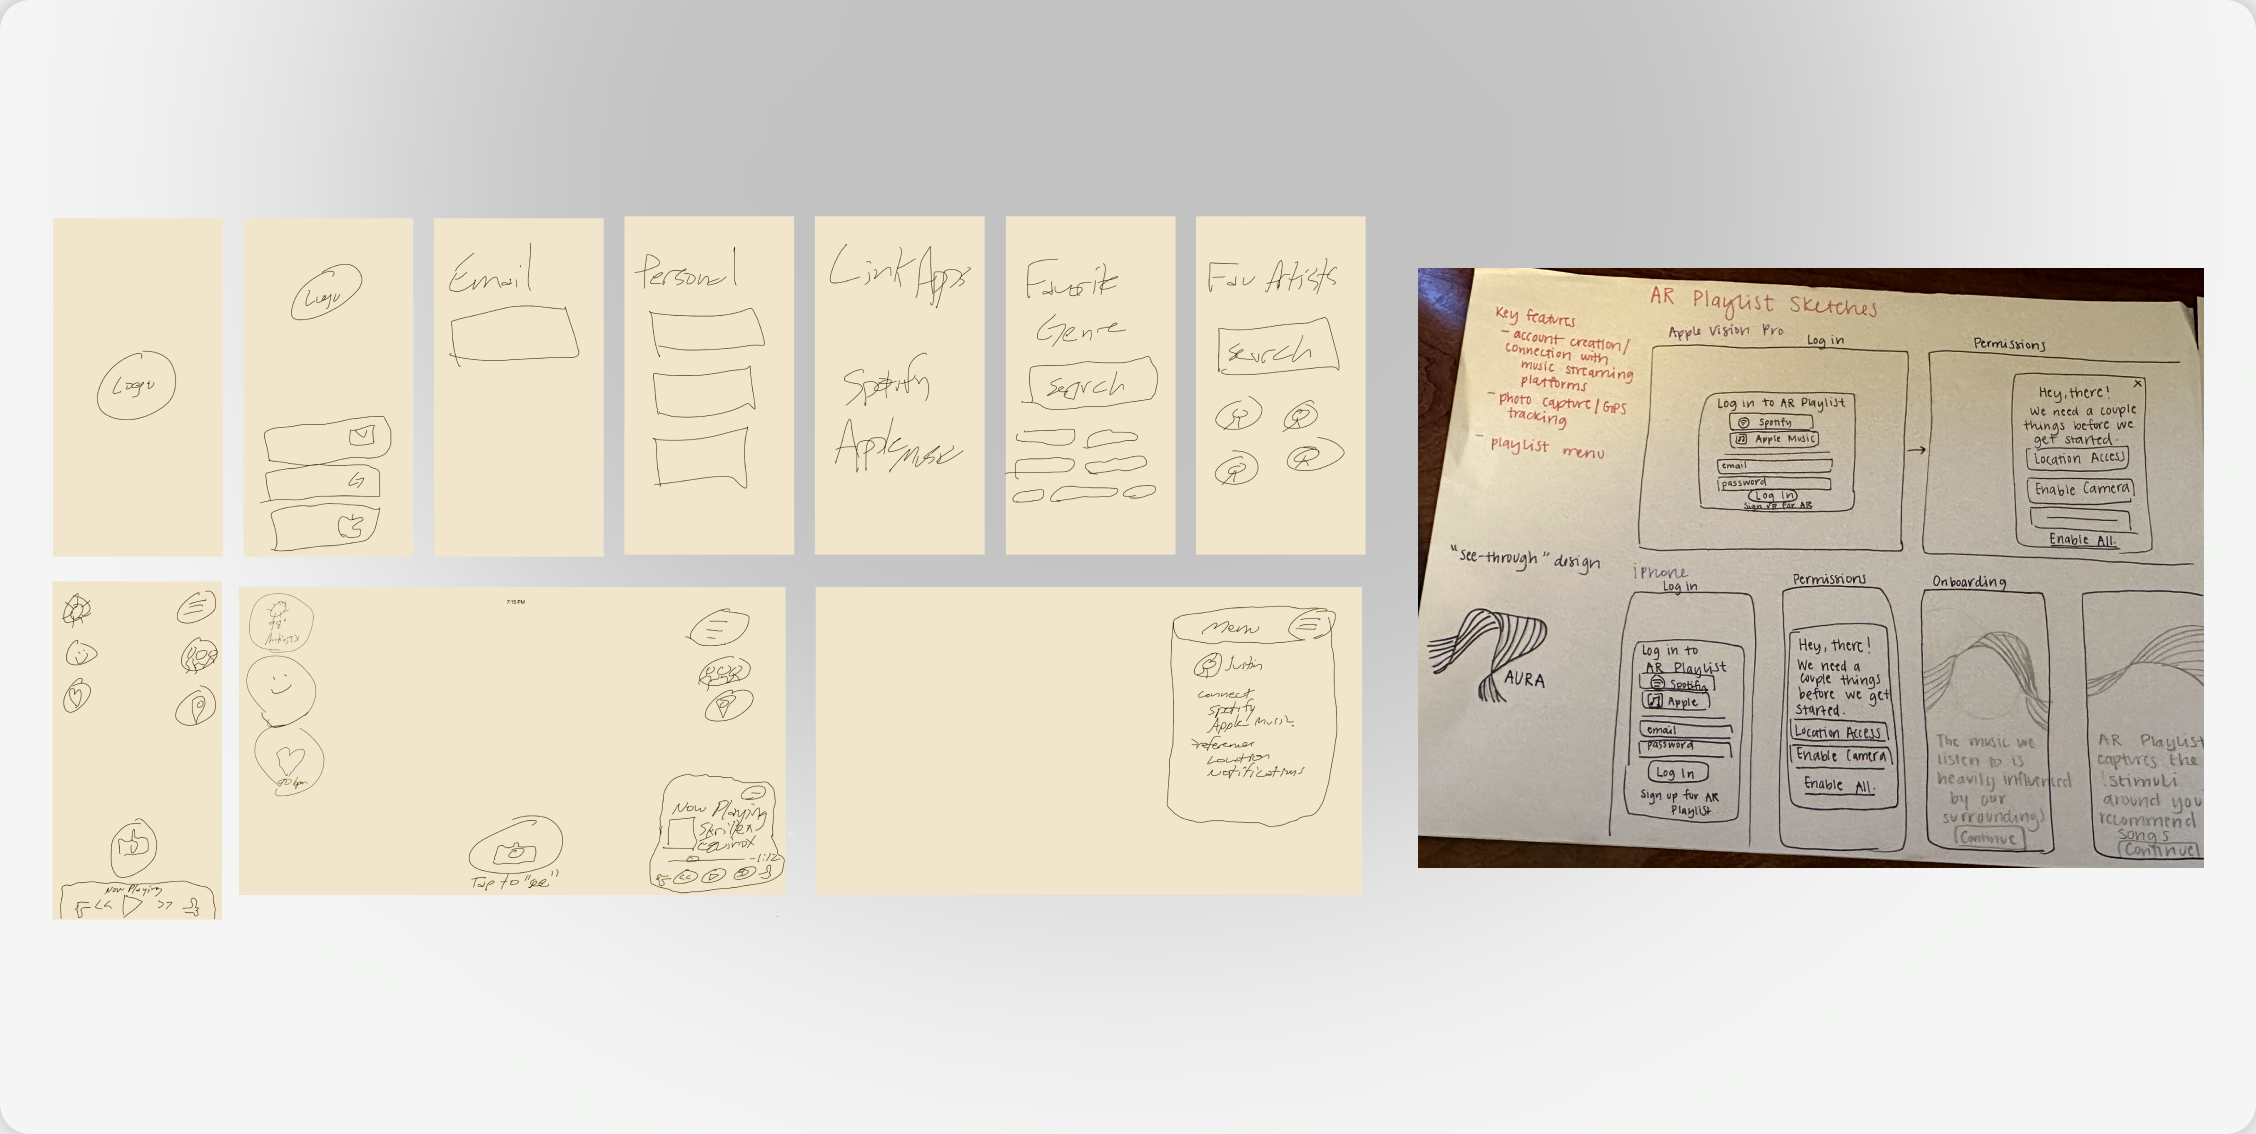 Logo
Logo
Email
Personal
Link Apps
Spotify
Apple Music
Favorite
Genre
Search
Fav Artists
Search
Now Playing
<< >>
7:15 PM
98°
Artists
90 bpm
Tap to "see"
Now Playing
Skrillex
Equinox
-1:12
Menu
Justin
connect
Spotify
Apple Music
Location
Notifications
AR Playlist Sketches
Key features
- account creation/
connection with
music streaming
platforms
- photo capture/GPS
tracking
- playlist menu
Apple Vision Pro
Log in
Log in to AR Playlist
Spotify
Apple Music
email
password
Log in
Sign up for AR
Permissions
Hey, there!
X
We need a couple
things before we
get started.
Location Access
Enable Camera
Enable All.
"see-through" design
AURA
iphone
Log in
Log in to
AR Playlist
Spotify
Apple
email
password
Log In
Sign up for AR
Playlist
Permissions
Hey, there!
We need a
couple things
before we get
started.
Location Access
Enable Camera
Enable All.
Onboarding
The music we
listen to is
heavily influenced
by our
surroundings
Continue
AR Playlist
captures the
stimuli
around you
recommend
songs
Continue